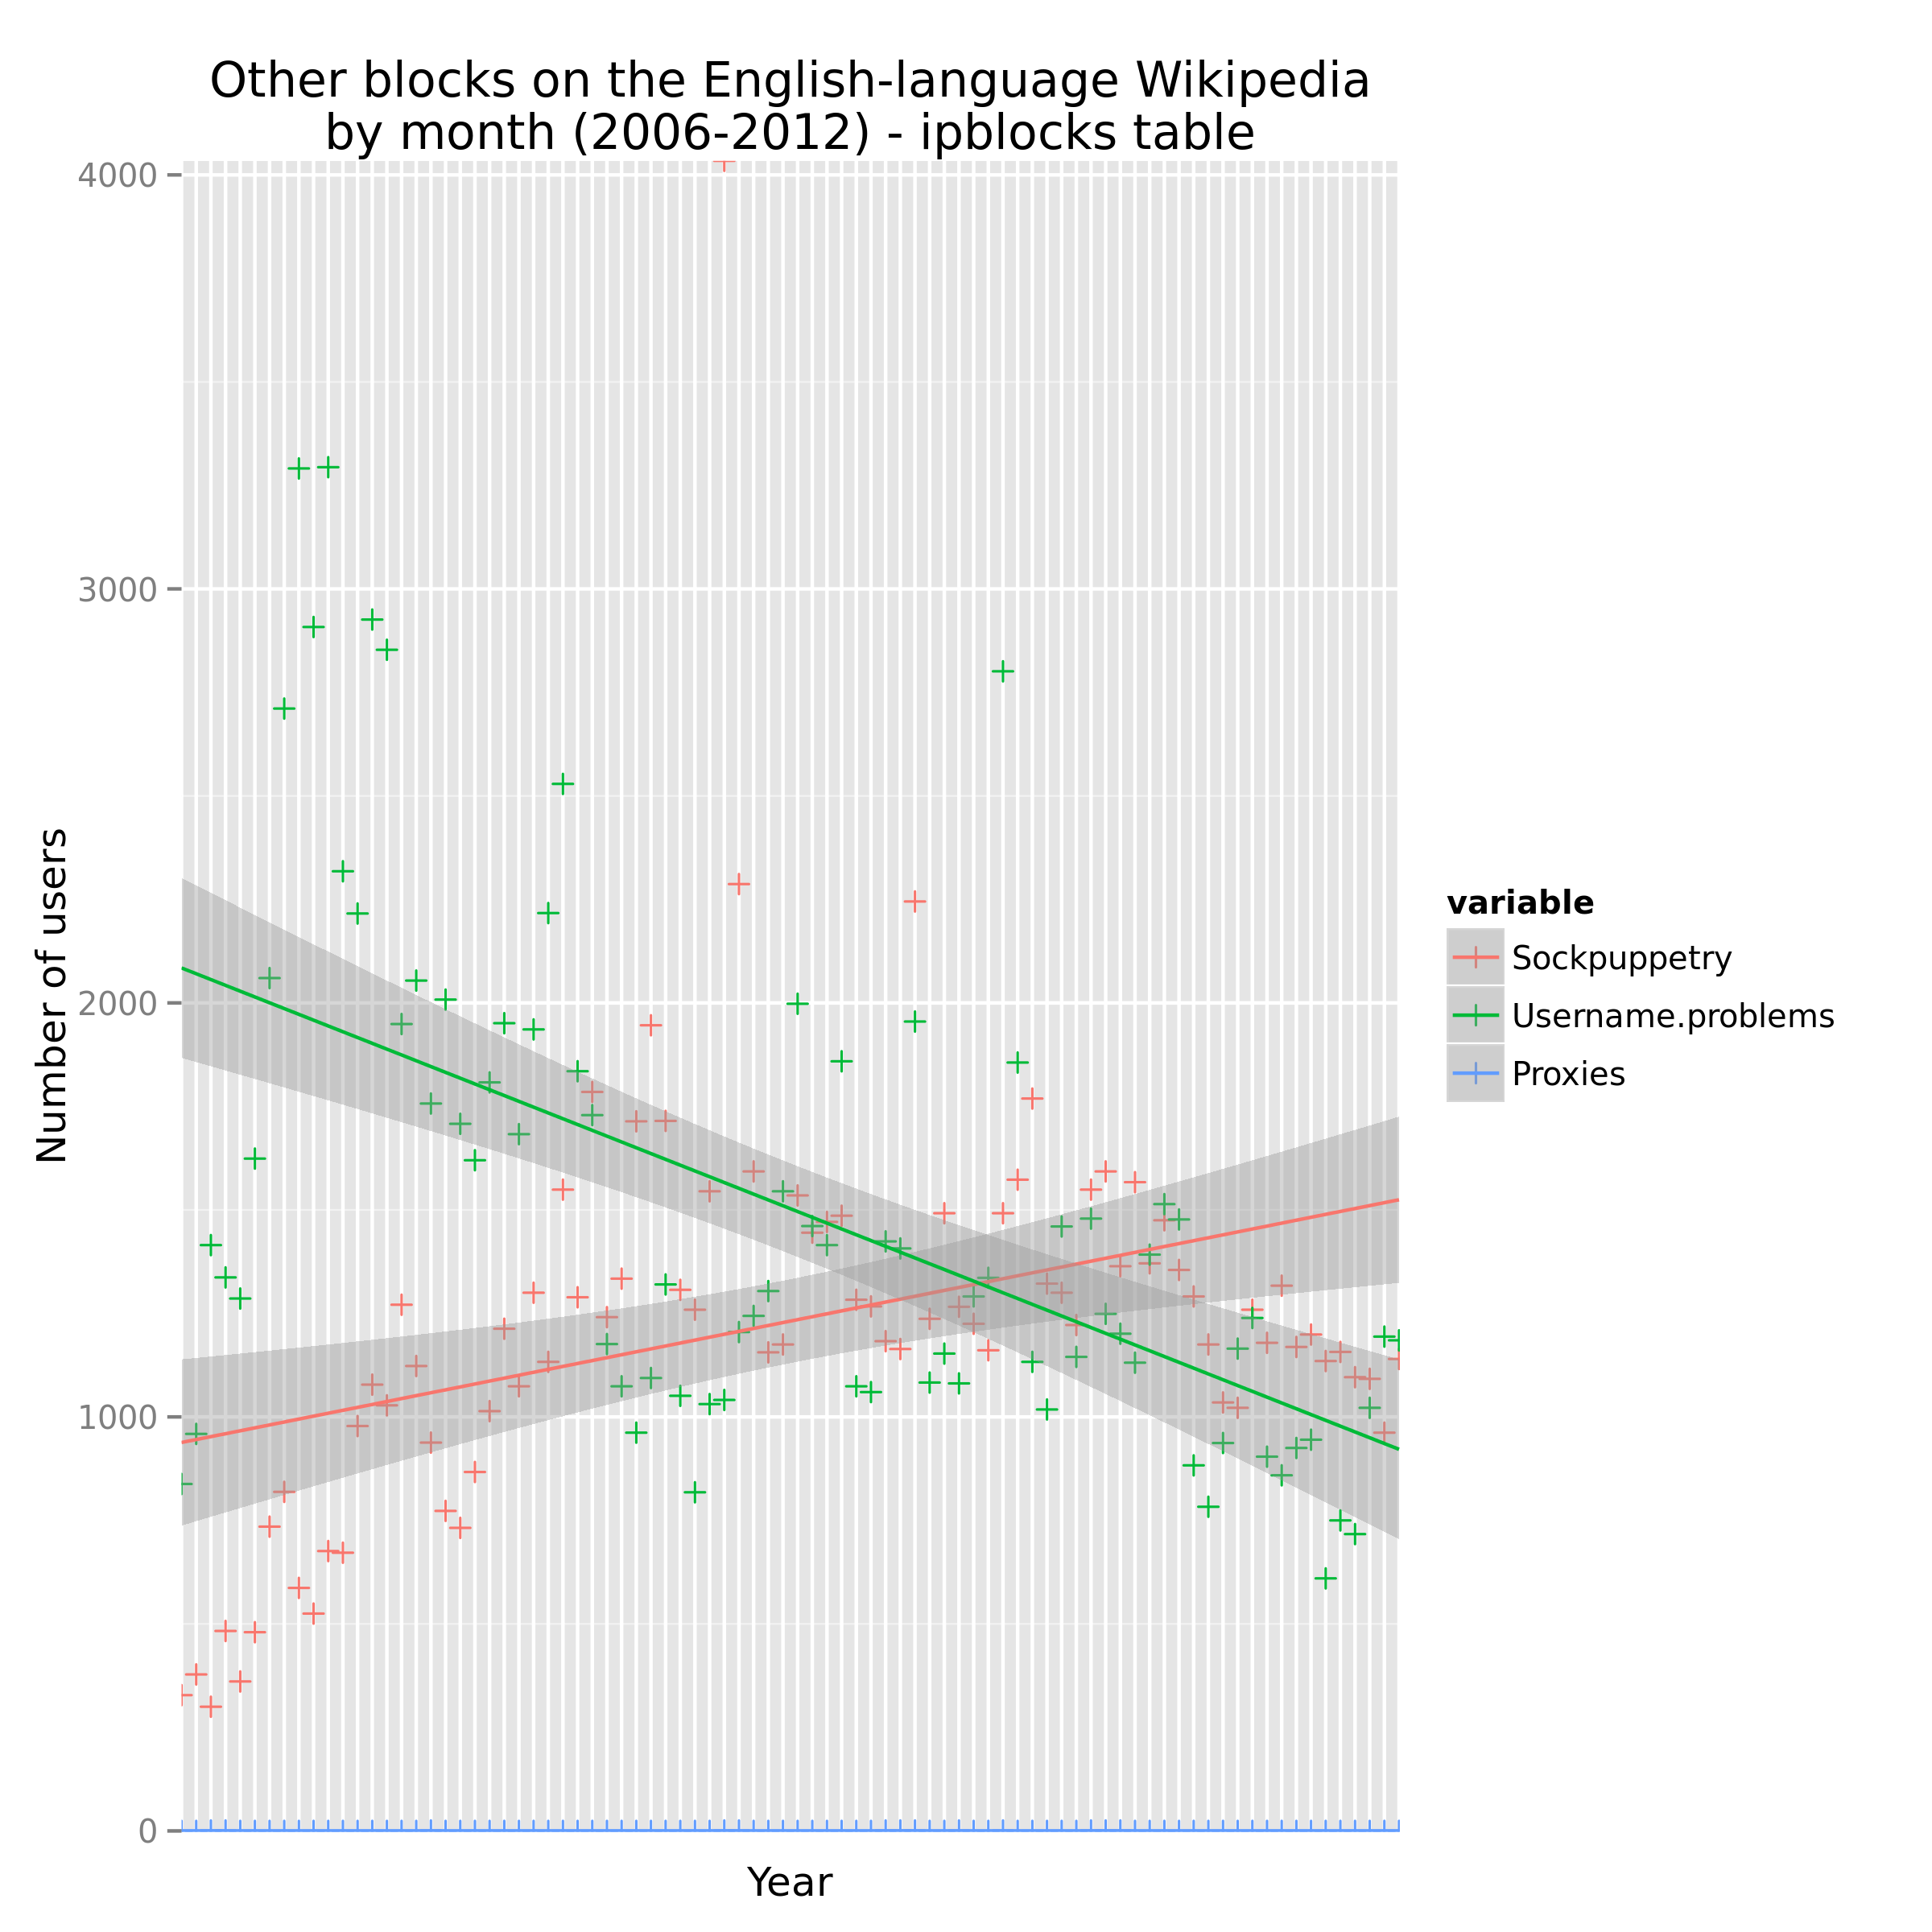 Other blocks on the English-language Wikipedia
by month (2006-2012) - ipblocks table
4000
3000
2000
1000
0
Number of users
Year
variable
Sockpuppetry
Username.problems
Proxies